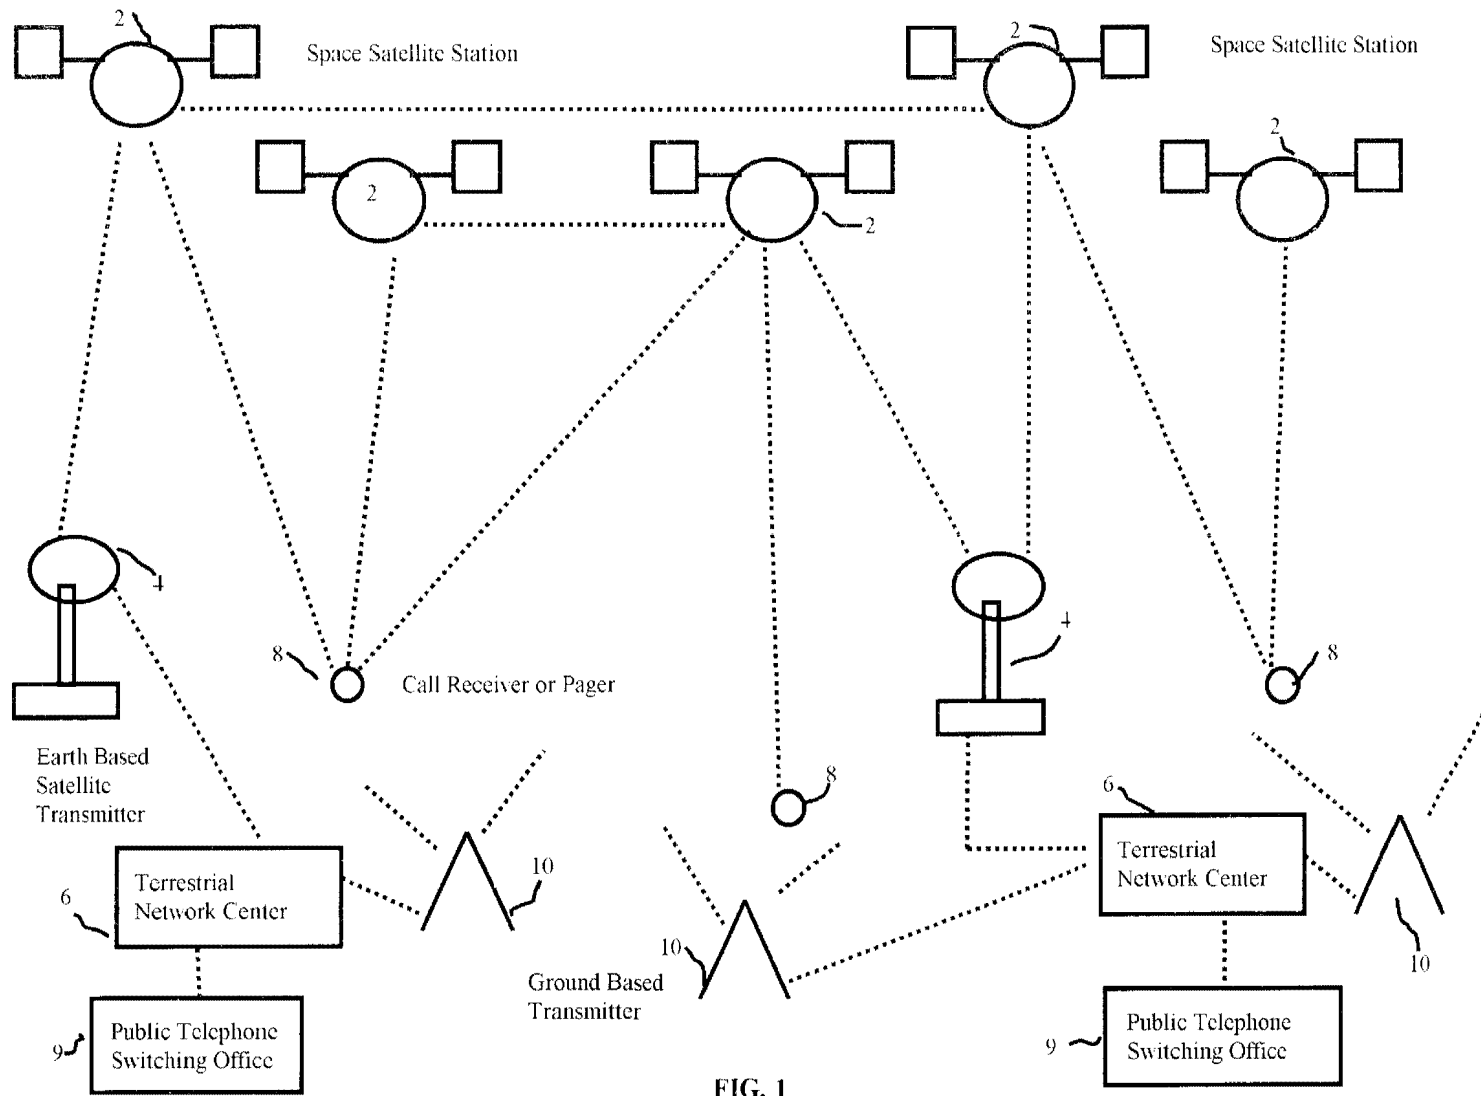 2
Space Satellite Station
2
Space Satellite Station
2
2
2
4
4
8
Call Receiver or Pager
8
Earth Based
Satellite
Transmitter
8
6
Terrestrial
Network Center
10
6
Terrestrial
Network Center
10
10
Ground Based
Transmitter
9
Public Telephone
Switching Office
9
Public Telephone
Switching Office
FIG. 1